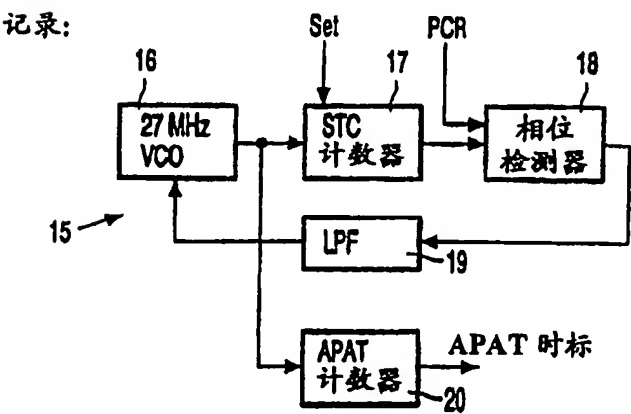 记录:
Set
PCR
16
17
18
27 MHz
VCO
STC
计数器
相位
检测器
15
LPF
19
APAT
计数器
APAT 时标
20